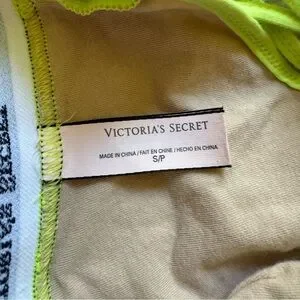 VICTORIA'S SECRET
MADE IN CHINA / FAIT EN CHINE / HECHO EN CHINA
S/P